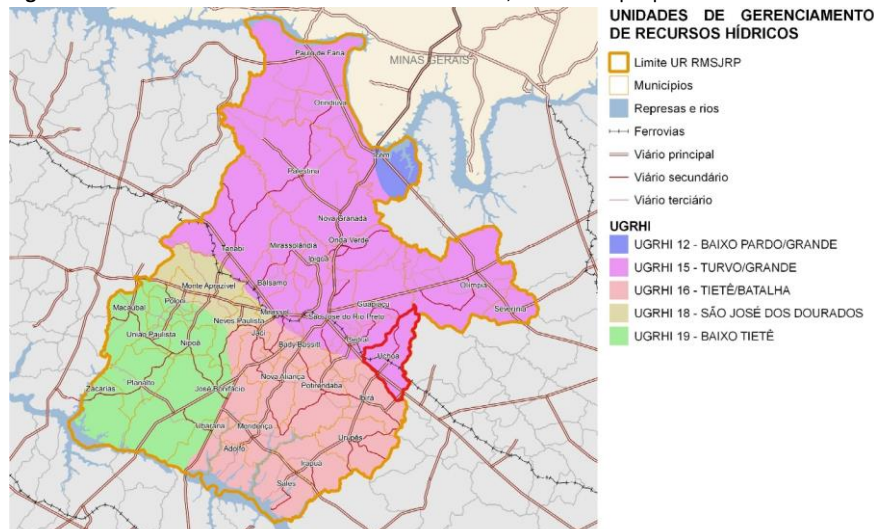 UNIDADES DE GERENCIAMENTO
DE RECURSOS HÍDRICOS
Limite UR RMSJRP
Municípios
Represas e rios
Ferrovias
Viário principal
Viário secundário
Viário terciário
UGRHI
UGRHI 12 - BAIXO PARDO/GRANDE
UGRHI 15 - TURVO/GRANDE
UGRHI 16 - TIETÊ/BATALHA
UGRHI 18 - SÃO JOSÉ DOS DOURADOS
UGRHI 19 - BAIXO TIETÊ
MINAS GERAIS
Paulo de Faria
Orindiúva
Icém
Palestina
Nova Granada
Onda Verde
Tanabi
Mirassolândia
Ipiguá
Bálsamo
Olímpia
Monte Aprazível
Guapiaçu
Severínia
Macaubal
Poloni
Mirassol
São José do Rio Preto
Neves Paulista
Jaci
Cedral
União Paulista
Bady Bassitt
Uchoa
Nipoã
Nova Aliança
Zacarias
Planalto
José Bonifácio
Potirendaba
Ibirá
Ubarana
Mendonça
Urupês
Adolfo
Irapuã
Sales